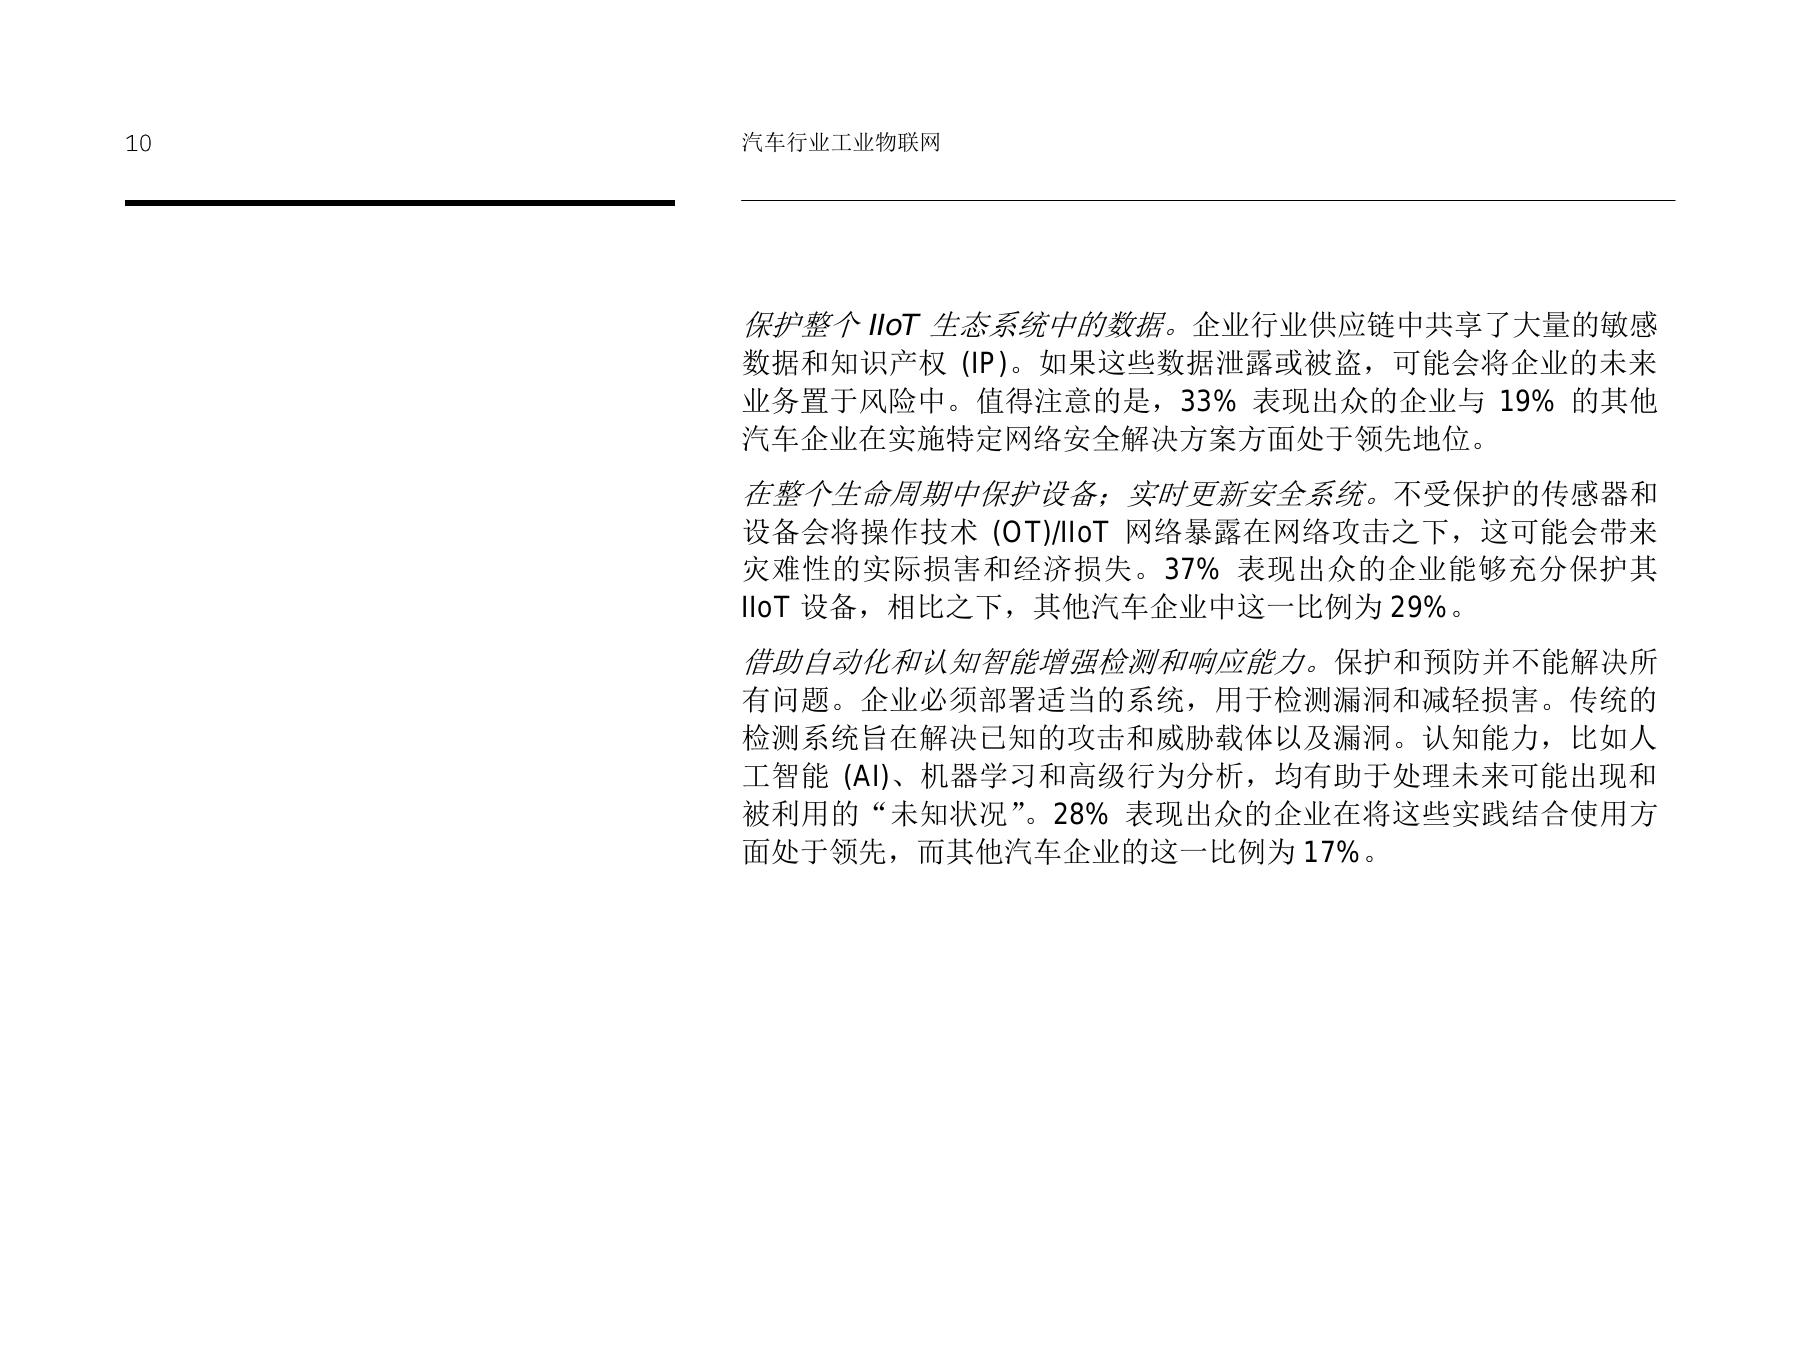 10
汽车行业工业物联网
保护整个 IIoT 生态系统中的数据。企业行业供应链中共享了大量的敏感
数据和知识产权 (IP)。如果这些数据泄露或被盗，可能会将企业的未来
业务置于风险中。值得注意的是，33% 表现出众的企业与 19% 的其他
汽车企业在实施特定网络安全解决方案方面处于领先地位。
在整个生命周期中保护设备；实时更新安全系统。不受保护的传感器和
设备会将操作技术 (OT)/IIoT 网络暴露在网络攻击之下，这可能会带来
灾难性的实际损害和经济损失。37% 表现出众的企业能够充分保护其
IIoT 设备，相比之下，其他汽车企业中这一比例为 29%。
借助自动化和认知智能增强检测和响应能力。保护和预防并不能解决所
有问题。企业必须部署适当的系统，用于检测漏洞和减轻损害。传统的
检测系统旨在解决已知的攻击和威胁载体以及漏洞。认知能力，比如人
工智能 (AI)、机器学习和高级行为分析，均有助于处理未来可能出现和
被利用的“未知状况”。28% 表现出众的企业在将这些实践结合使用方
面处于领先，而其他汽车企业的这一比例为 17%。